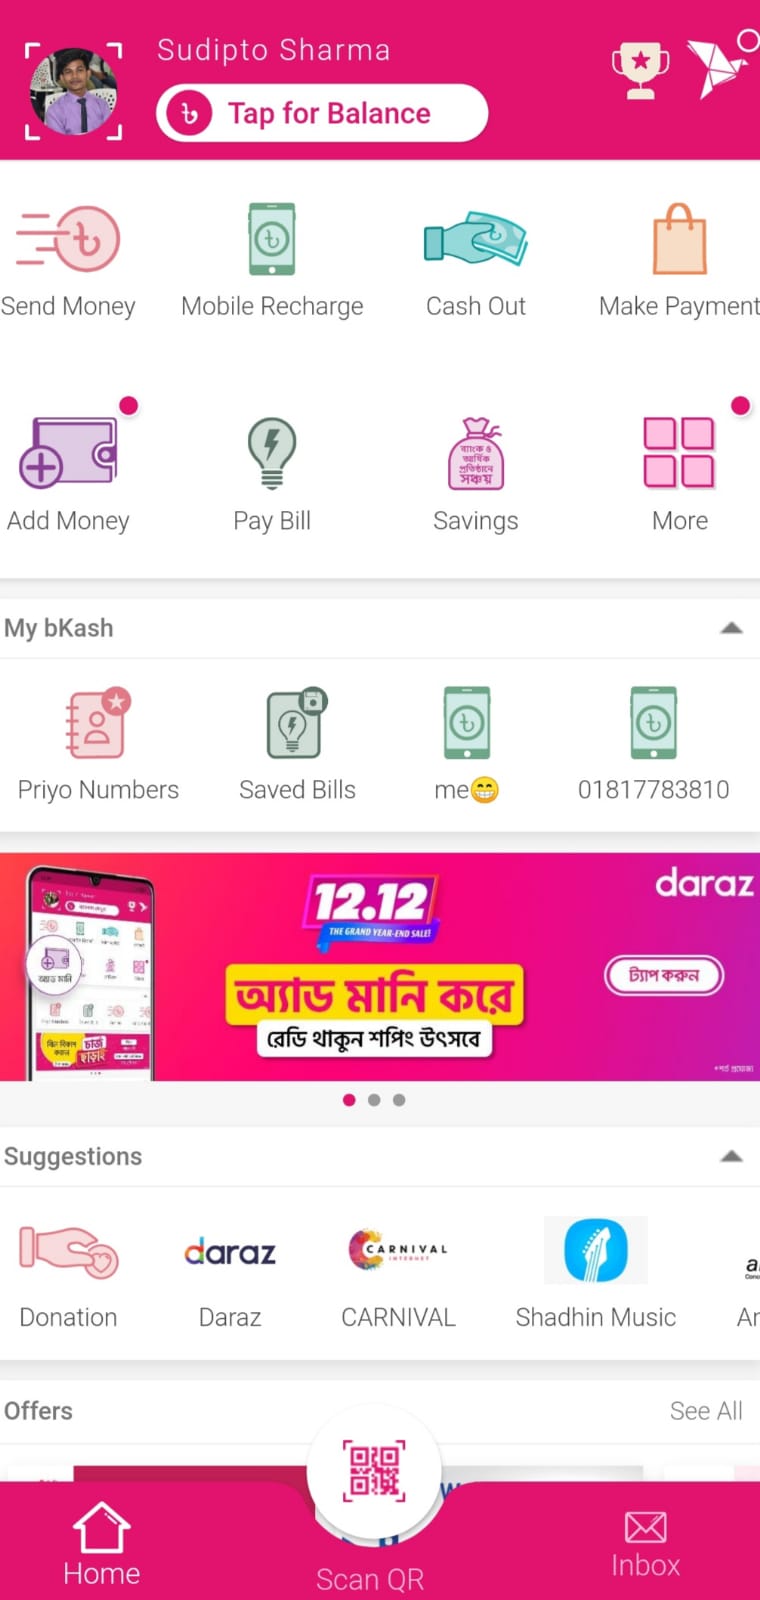 Sudipto Sharma
Tap for Balance
Send Money
Mobile Recharge
Cash Out
Make Payment
ব্যাংক ও
আর্থিক
প্রতিষ্ঠানে
সঞ্চয়
Add Money
Pay Bill
Savings
More
My bKash
Priyo Numbers
Saved Bills
me😁
01817783810
daraz
12.12
THE GRAND YEAR-END SALE!
অ্যাড মানি করে
রেডি থাকুন শপিং উৎসবে
ট্যাপ করুন
অ্যাড মানি
*শর্ত প্রযোজ্য
Suggestions
daraz
CARNIVAL
INTERNET
Donation
Daraz
CARNIVAL
Shadhin Music
Ar
Offers
See All
Home
Scan QR
Inbox